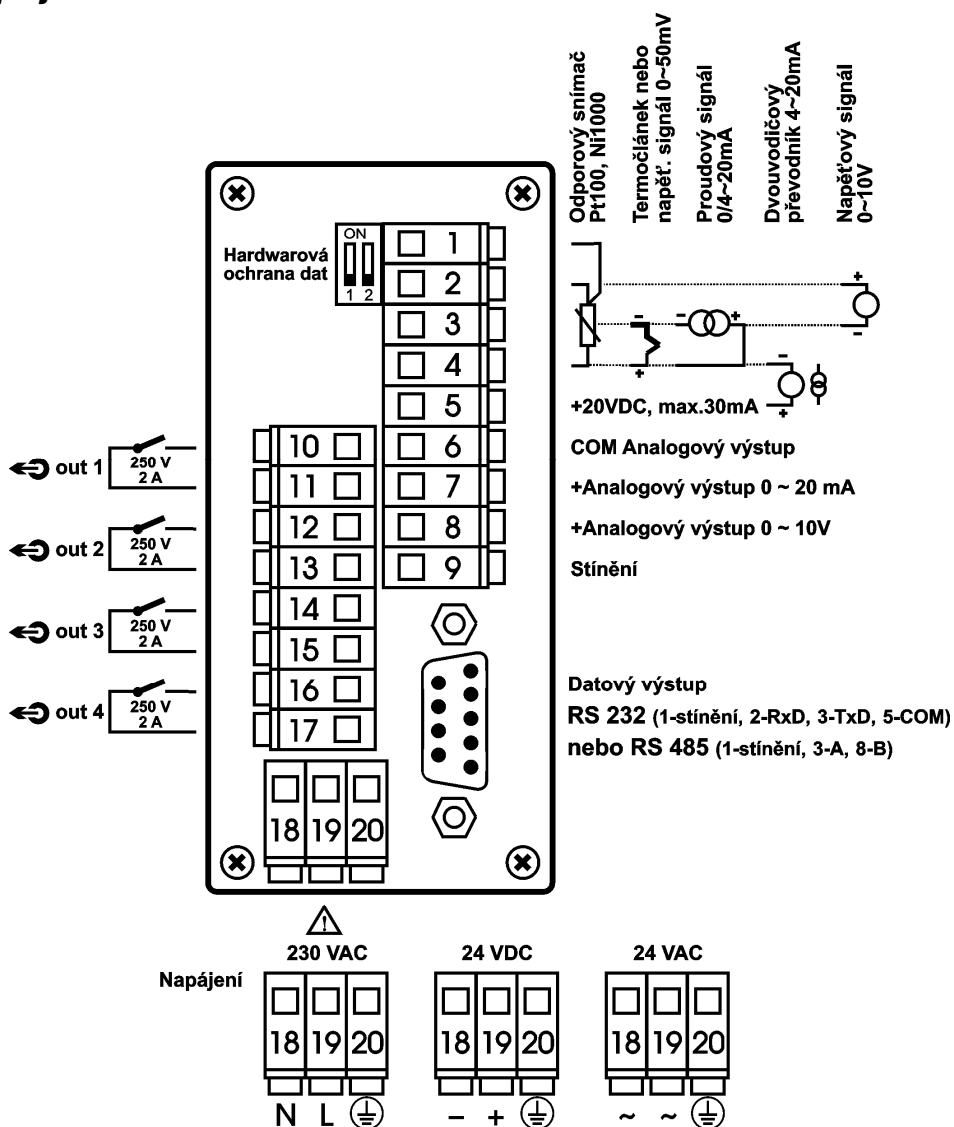 Odporový snímač
Pt100, Ni1000
Termočlánek nebo
napěť. signál 0~50mV
Proudový signál
0/4~20mA
Dvouvodičový
převodník 4~20mA
Napěťový signál
0~10V
Hardwarová
ochrana dat
ON
1 2
1
2
3
4
5
6
7
8
9
+
-
- - +
+
-
+
+20VDC, max.30mA
COM Analogový výstup
+Analogový výstup 0 ~ 20 mA
+Analogový výstup 0 ~ 10V
Stínění
out 1
250 V
2 A
out 2
250 V
2 A
out 3
250 V
2 A
out 4
250 V
2 A
10
11
12
13
14
15
16
17
18 19 20
Datový výstup
RS 232 (1-stínění, 2-RxD, 3-TxD, 5-COM)
nebo RS 485 (1-stínění, 3-A, 8-B)
Napájení
230 VAC
18 19 20
N L
24 VDC
18 19 20
- +
24 VAC
18 19 20
~ ~